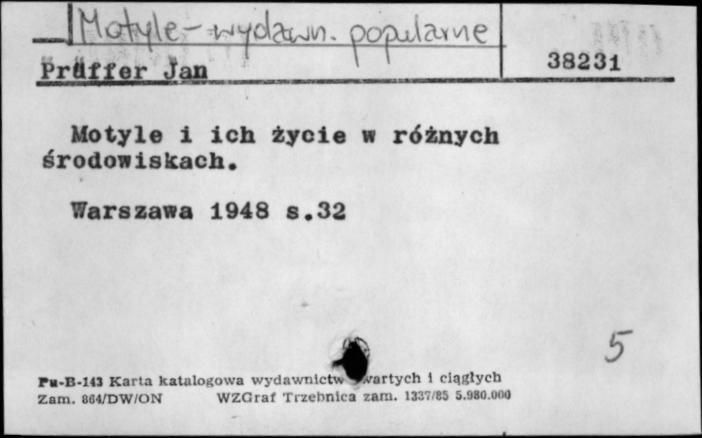 Motyle - wydawn. popularne
Prüffer Jan
38231
Motyle i ich życie w różnych
środowiskach.
Warszawa 1948 s.32
5
Pu-B-143 Karta katalogowa wydawnictw wartych i ciągłych
Zam. 864/DW/ON WZGraf Trzebnica zam. 1337/85 5.980.000